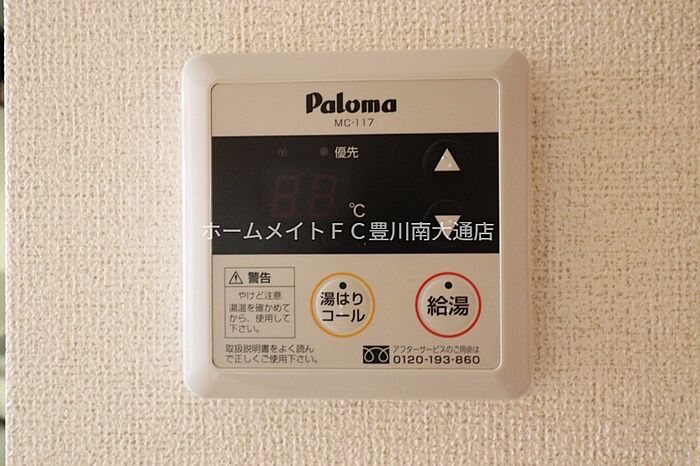 Paloma
MC-117
優先
88
℃
ホームメイトＦＣ豊川南大通店
警告
やけど注意
湯温を確かめて
から、使用して
下さい。
取扱説明書をよく読ん
で正しくご使用下さい。
湯はり
コール
給湯
アフターサービスのご用命は
0120-193-860